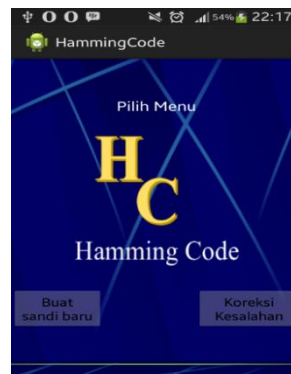 54% 22:17
HammingCode
Pilih Menu
HC
Hamming Code
Buat
sandi baru
Koreksi
Kesalahan